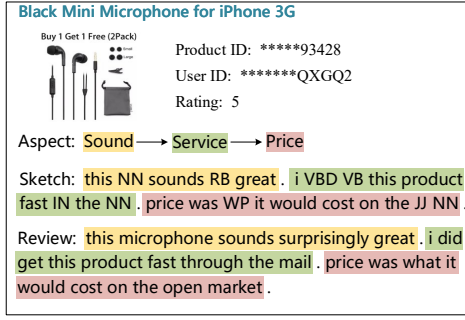 Black Mini Microphone for iPhone 3G
Buy 1 Get 1 Free (2Pack)
Small
Large
Product ID: *****93428
User ID: *******QXGQ2
Rating: 5
Aspect: Sound → Service → Price
Sketch: this NN sounds RB great . i VBD VB this product
fast IN the NN . price was WP it would cost on the JJ NN .
Review: this microphone sounds surprisingly great . i did
get this product fast through the mail . price was what it
would cost on the open market .